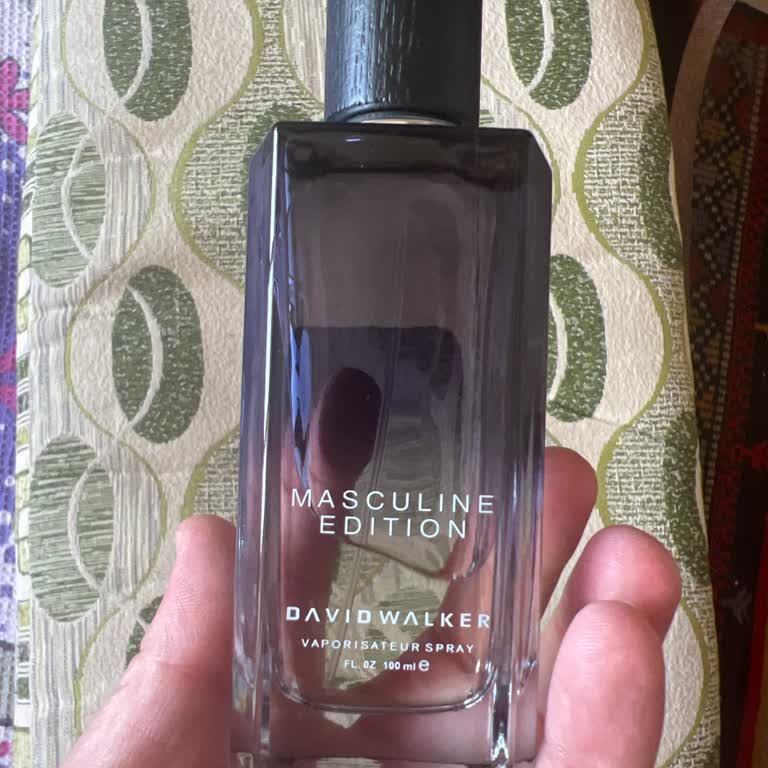 MASCULINE
EDITION
DAVIDWALKER
VAPORISATEUR SPRAY
FL. OZ 100 ml ℮